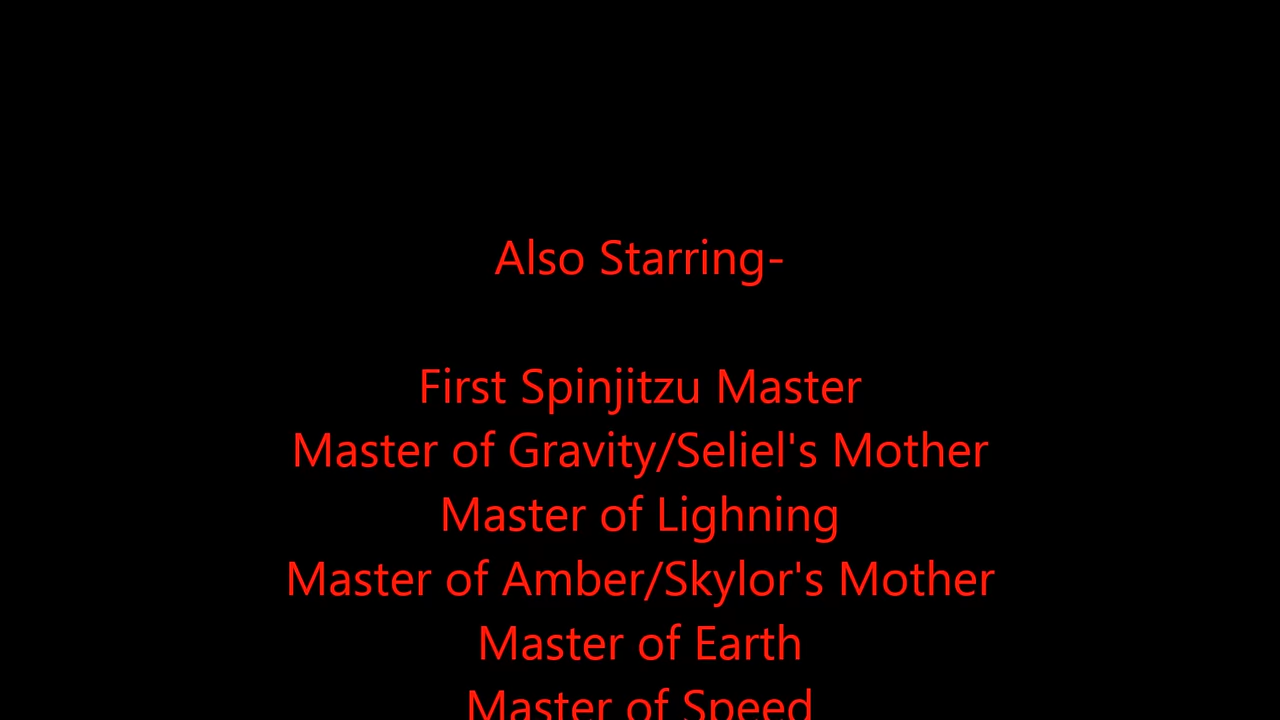 Also Starring-
First Spinjitzu Master
Master of Gravity/Seliel's Mother
Master of Lighning
Master of Amber/Skylor's Mother
Master of Earth
Master of Speed